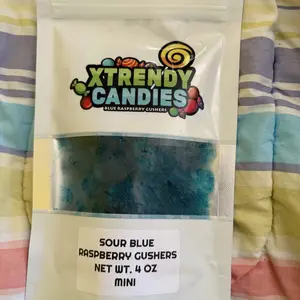 XTRENDY
CANDIES
BLUE RASPBERRY GUSHERS
SOUR BLUE
RASPBERRY GUSHERS
NET WT. 4 OZ
MINI